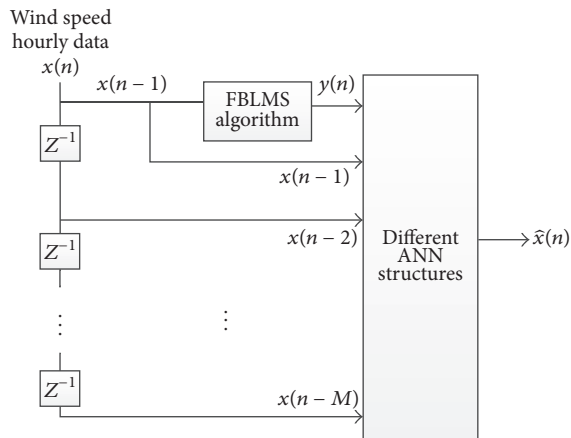 Wind speed
hourly data
x(n)
x(n − 1)
FBLMS
algorithm
y(n)
Z⁻¹
x(n − 1)
x(n − 2)
Z⁻¹
Different
ANN
structures
x̂(n)
⋮
⋮
Z⁻¹
x(n − M)